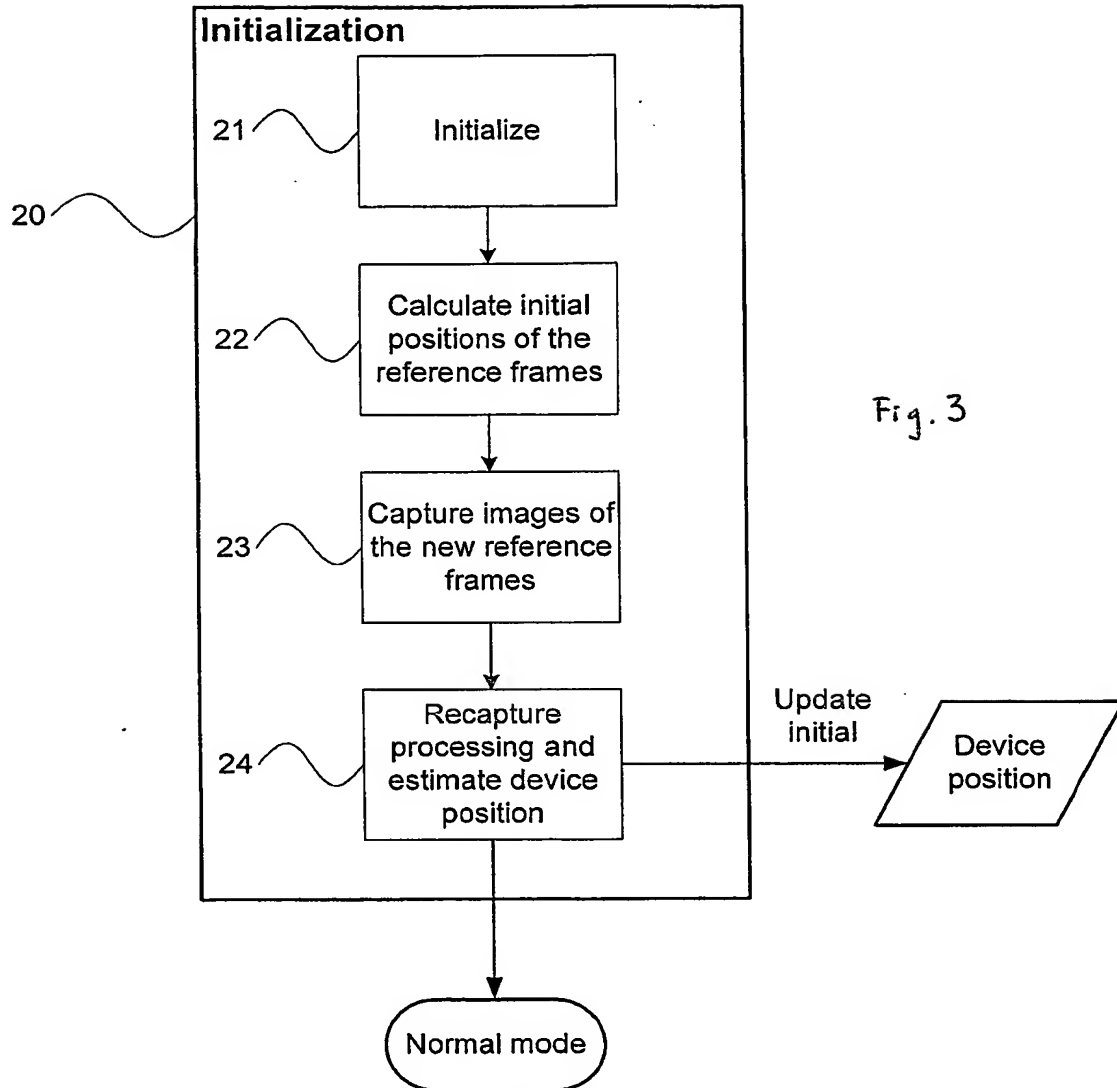 Initialization
21
Initialize
20
22
Calculate initial
positions of the
reference frames
Fig. 3
23
Capture images of
the new reference
frames
24
Recapture
processing and
estimate device
position
Update
initial
Device
position
Normal mode